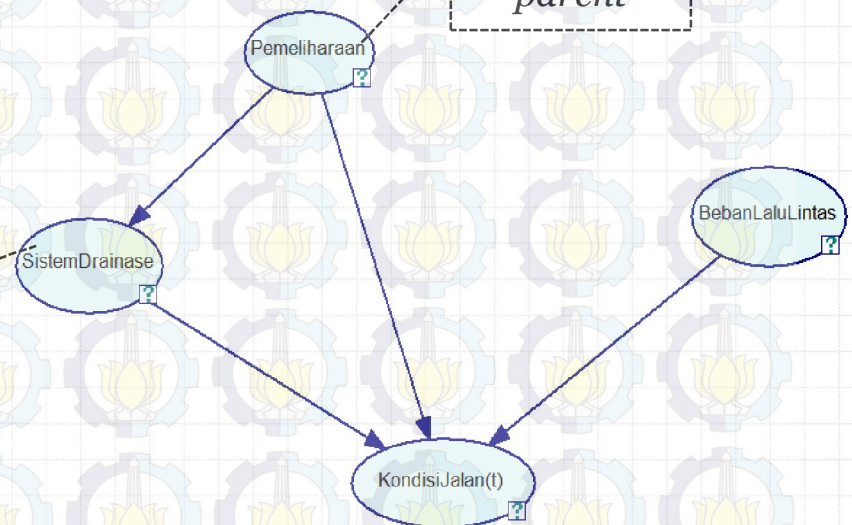 parent
Pemeliharaan
?
BebanLaluLintas
?
SistemDrainase
?
KondisiJalan(t)
?